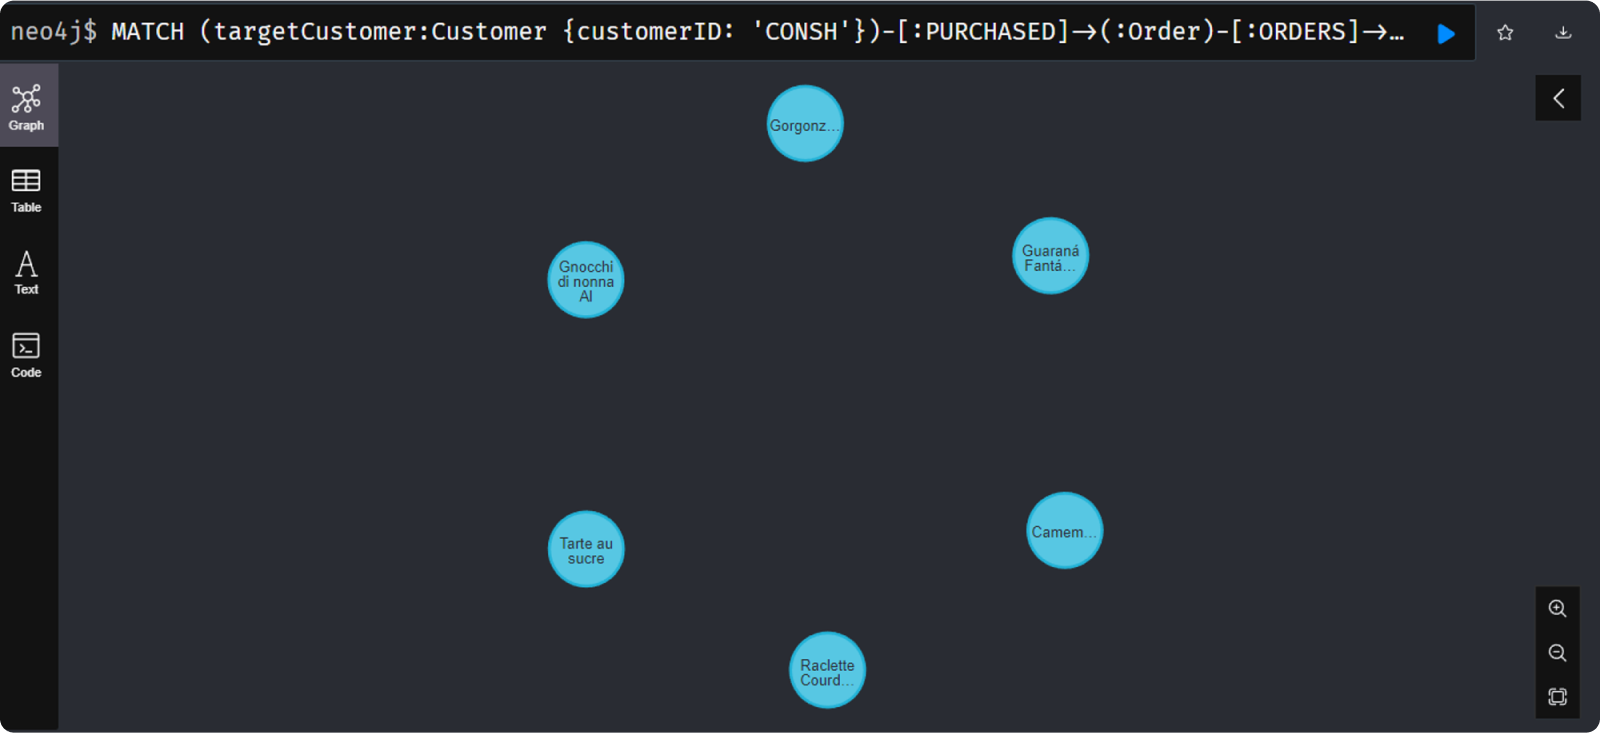 neo4j$ MATCH (targetCustomer:Customer {customerID: 'CONSH'})-[:PURCHASED]→(:Order)-[:ORDERS]→…
Graph
Table
Text
Code
Gorgonz…
Guaraná
Fantá…
Gnocchi
di nonna
Al
Tarte au
sucre
Camem…
Raclette
Courd…